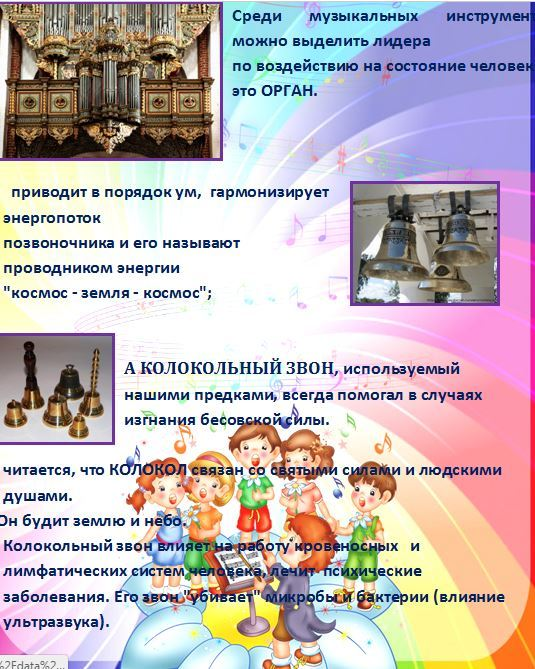 Среди музыкальных инструмент
можно выделить лидера
по воздействию на состояние человек
это ОРГАН.
приводит в порядок ум, гармонизирует
энергопоток
позвоночника и его называют
проводником энергии
"космос - земля - космос";
А КОЛОКОЛЬНЫЙ ЗВОН, используемый
нашими предками, всегда помогал в случаях
изгнания бесовской силы.
читается, что КОЛОКОЛ связан со святыми силами и людскими
душами.
Он будит землю и небо.
Колокольный звон влияет на работу кровеносных и
лимфатических систем человека, лечит психические
заболевания. Его звон "убивает" микробы и бактерии (влияние
ультразвука).
%2Fdata%2...